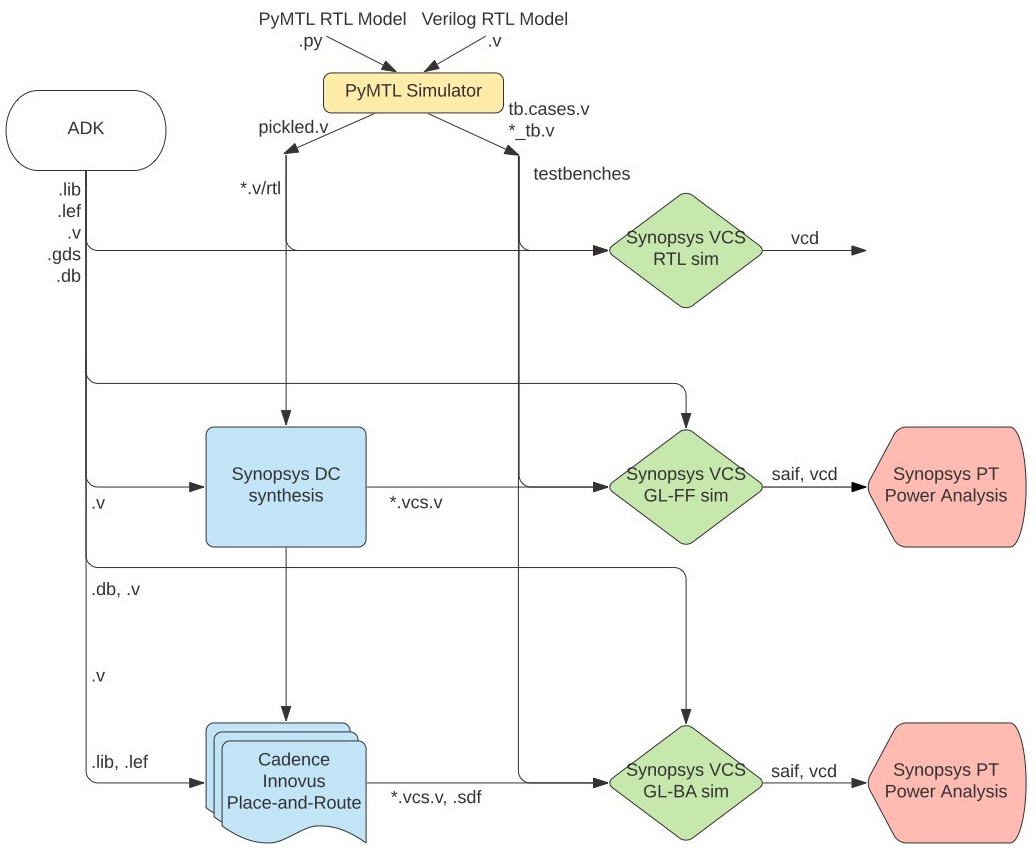 PyMTL RTL Model Verilog RTL Model
.py .v
PyMTL Simulator
tb.cases.v
*_tb.v
pickled.v
ADK
testbenches
*.v/rtl
.lib
.lef
.v
.gds
.db
Synopsys VCS
RTL sim
vcd
Synopsys DC
synthesis
Synopsys VCS
GL-FF sim
saif, vcd
Synopsys PT
Power Analysis
.v
*.vcs.v
.db, .v
.v
.lib, .lef
Cadence
Innovus
Place-and-Route
*.vcs.v, .sdf
Synopsys VCS
GL-BA sim
saif, vcd
Synopsys PT
Power Analysis